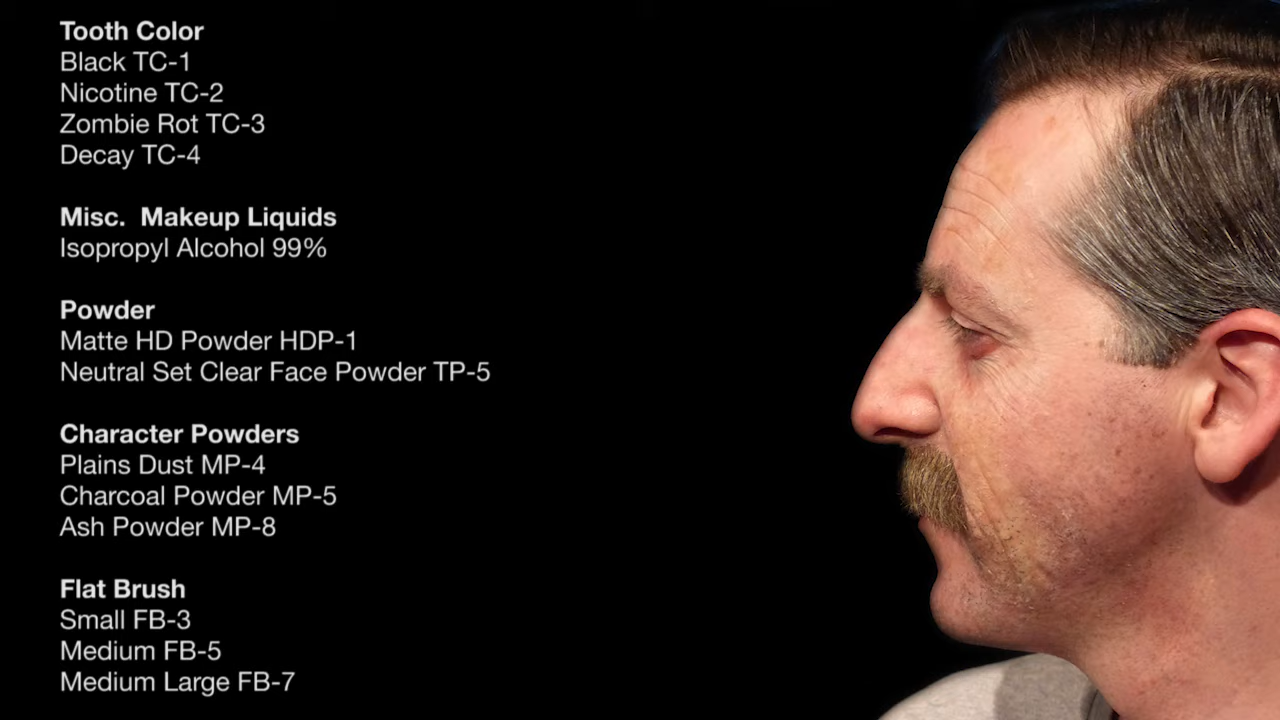 Tooth Color
Black TC-1
Nicotine TC-2
Zombie Rot TC-3
Decay TC-4
Misc.  Makeup Liquids
Isopropyl Alcohol 99%
Powder
Matte HD Powder HDP-1
Neutral Set Clear Face Powder TP-5
Character Powders
Plains Dust MP-4
Charcoal Powder MP-5
Ash Powder MP-8
Flat Brush
Small FB-3
Medium FB-5
Medium Large FB-7